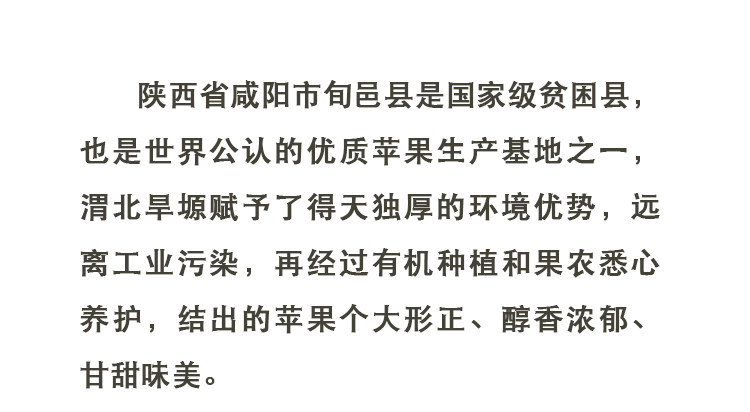 陕西省咸阳市旬邑县是国家级贫困县，
也是世界公认的优质苹果生产基地之一，
渭北旱塬赋予了得天独厚的环境优势，远
离工业污染，再经过有机种植和果农悉心
养护，结出的苹果个大形正、醇香浓郁、
甘甜味美。